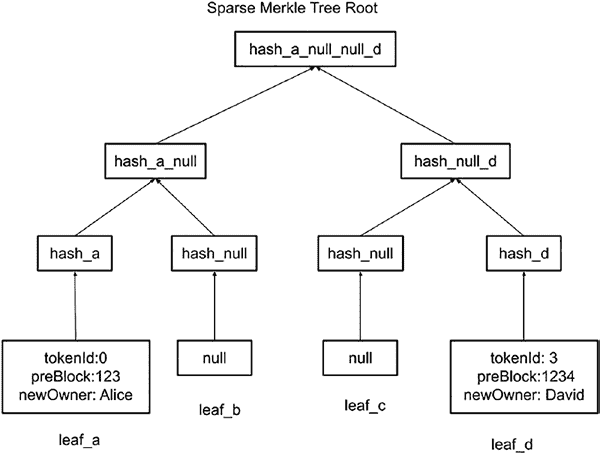 Sparse Merkle Tree Root
hash_a_null_null_d
hash_a_null
hash_null_d
hash_a
hash_null
hash_null
hash_d
tokenId:0
preBlock:123
newOwner: Alice
null
null
tokenId: 3
preBlock:1234
newOwner: David
leaf_a
leaf_b
leaf_c
leaf_d